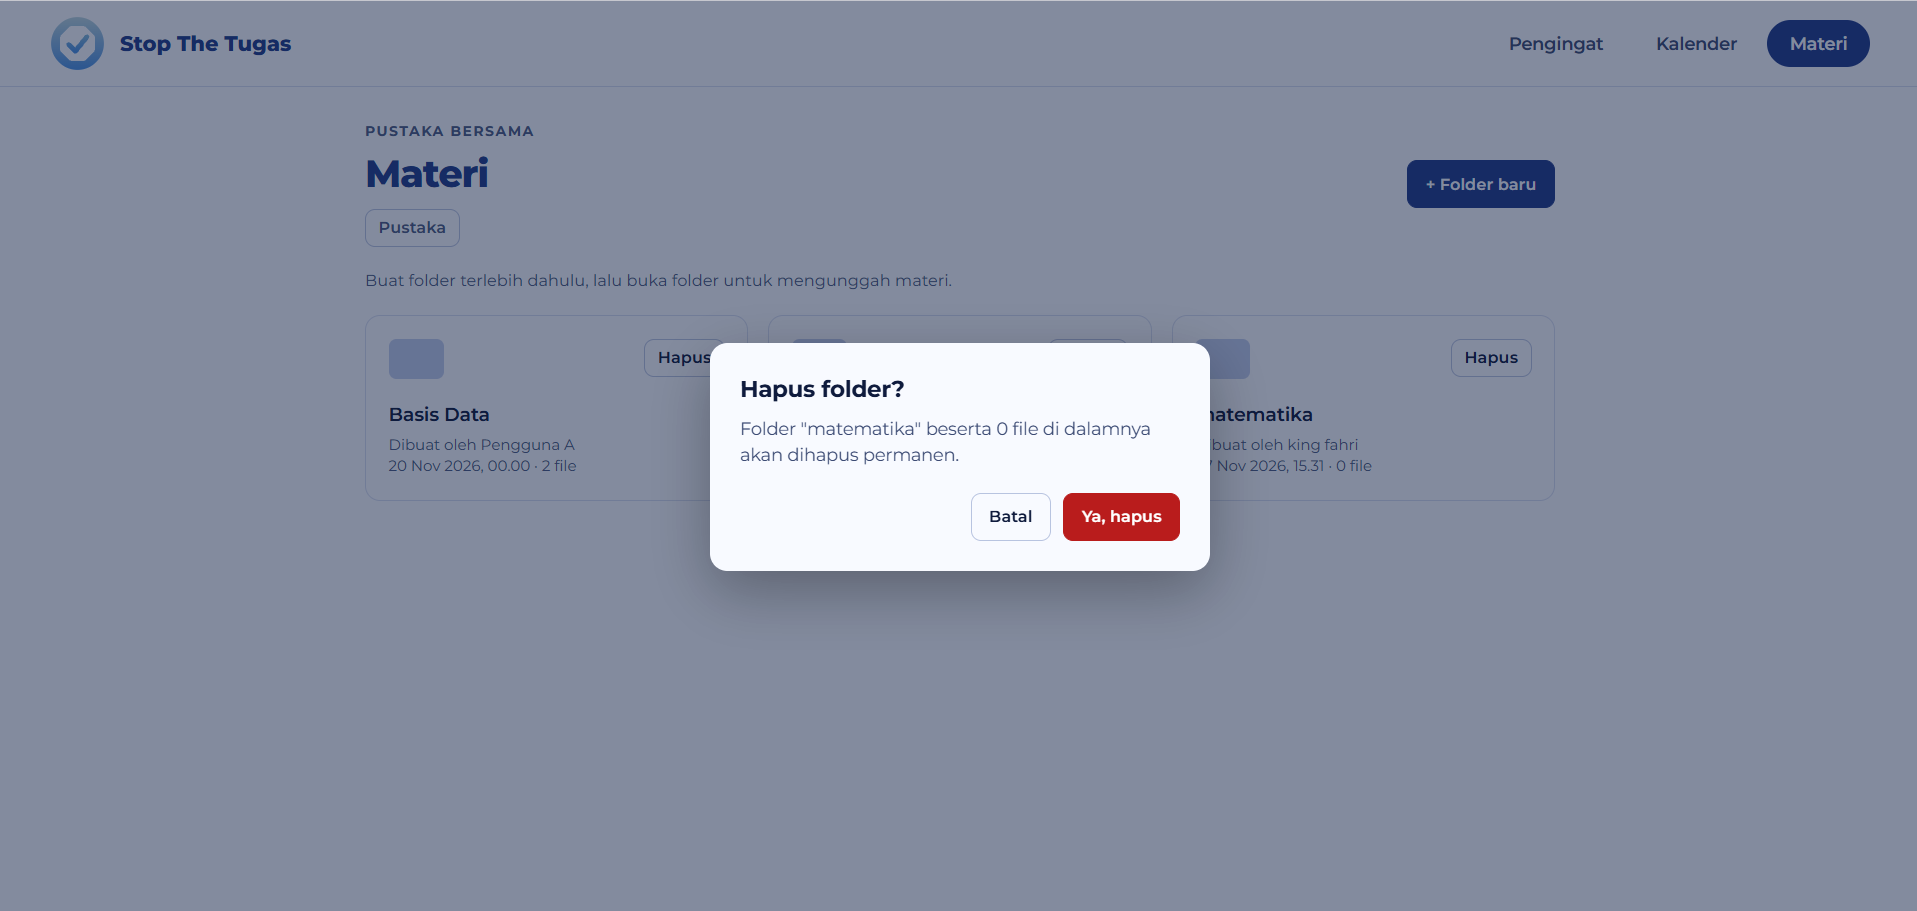 Stop The Tugas
Pengingat
Kalender
Materi
PUSTAKA BERSAMA
Materi
+ Folder baru
Pustaka
Buat folder terlebih dahulu, lalu buka folder untuk mengunggah materi.
Hapus
Basis Data
Dibuat oleh Pengguna A
20 Nov 2026, 00.00 · 2 file
Hapus
oleh king fahri
Nov 2026, 15.31 · 0 file
Hapus folder?
Folder "matematika" beserta 0 file di dalamnya
akan dihapus permanen.
Batal
Ya, hapus